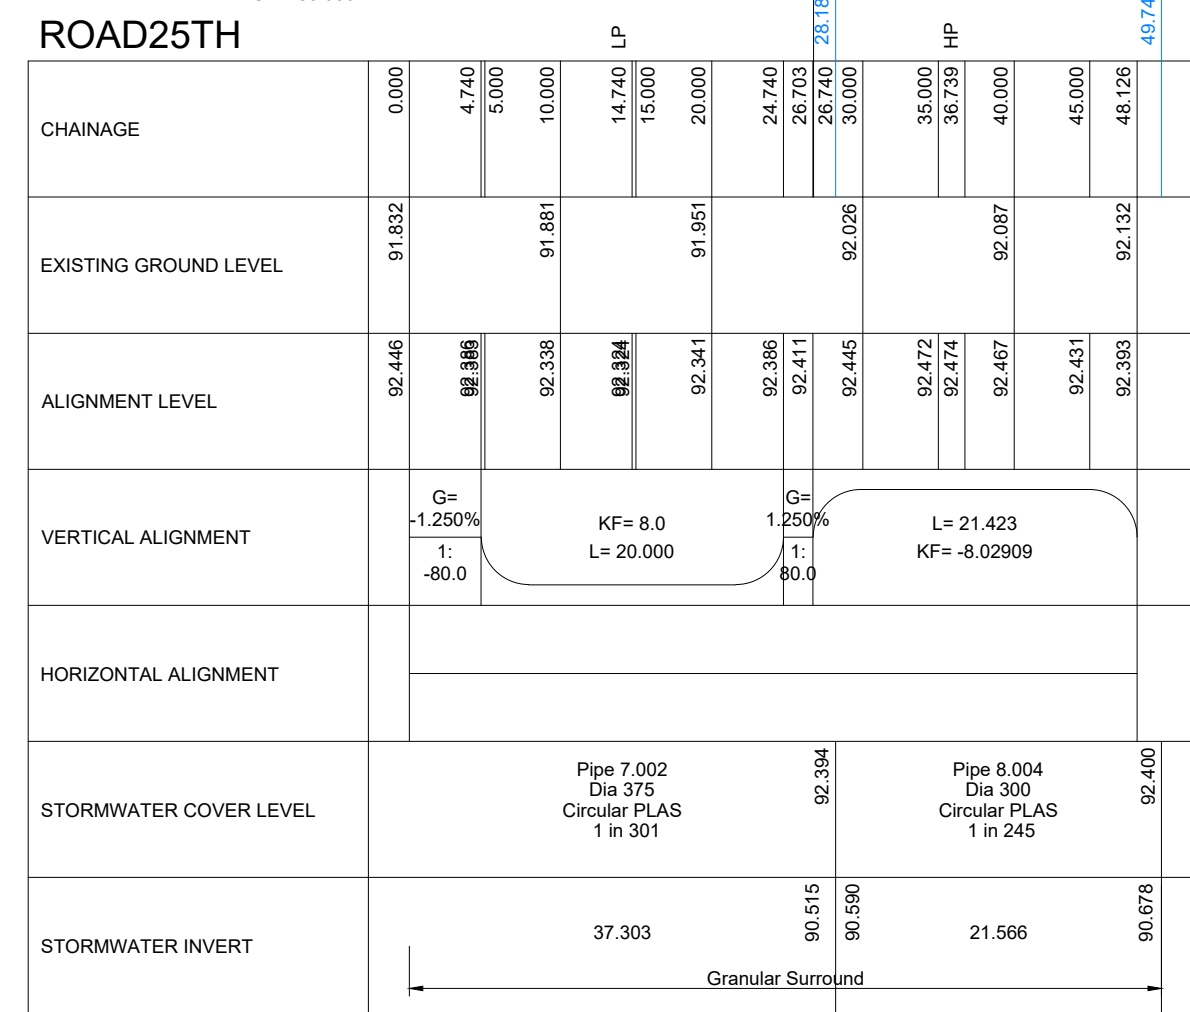 ROAD25TH
LP
HP
CHAINAGE
0.000
4.740
5.000
10.000
14.740
15.000
20.000
24.740
26.703
26.740
30.000
35.000
36.739
40.000
45.000
48.126
EXISTING GROUND LEVEL
91.832
91.881
91.951
92.026
92.087
92.132
ALIGNMENT LEVEL
92.446
92.338
92.341
92.386
92.411
92.445
92.472
92.474
92.467
92.431
92.393
VERTICAL ALIGNMENT
G=
-1.250%
1:
-80.0
KF= 8.0
L= 20.000
G=
1.250%
1:
80.0
L= 21.423
KF= -8.02909
HORIZONTAL ALIGNMENT
STORMWATER COVER LEVEL
Pipe 7.002
Dia 375
Circular PLAS
1 in 301
92.394
Pipe 8.004
Dia 300
Circular PLAS
1 in 245
92.400
STORMWATER INVERT
37.303
90.515
90.590
21.566
90.678
Granular Surround